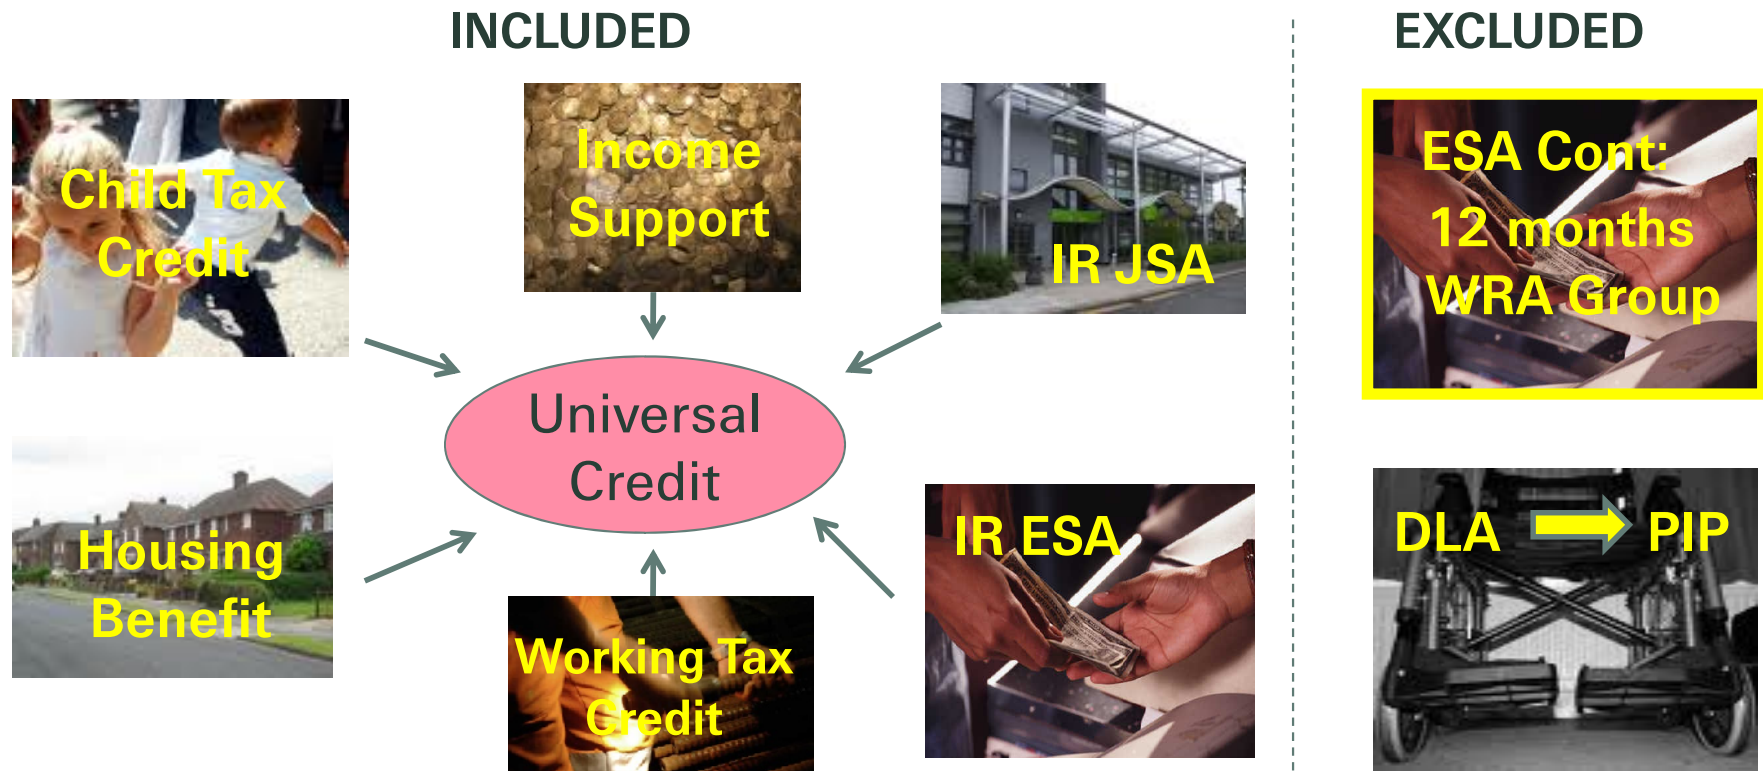 INCLUDED
EXCLUDED
Child Tax
Credit
Income
Support
IR JSA
ESA Cont:
12 months
WRA Group
Universal
Credit
Housing
Benefit
Working Tax
Credit
IR ESA
DLA
PIP